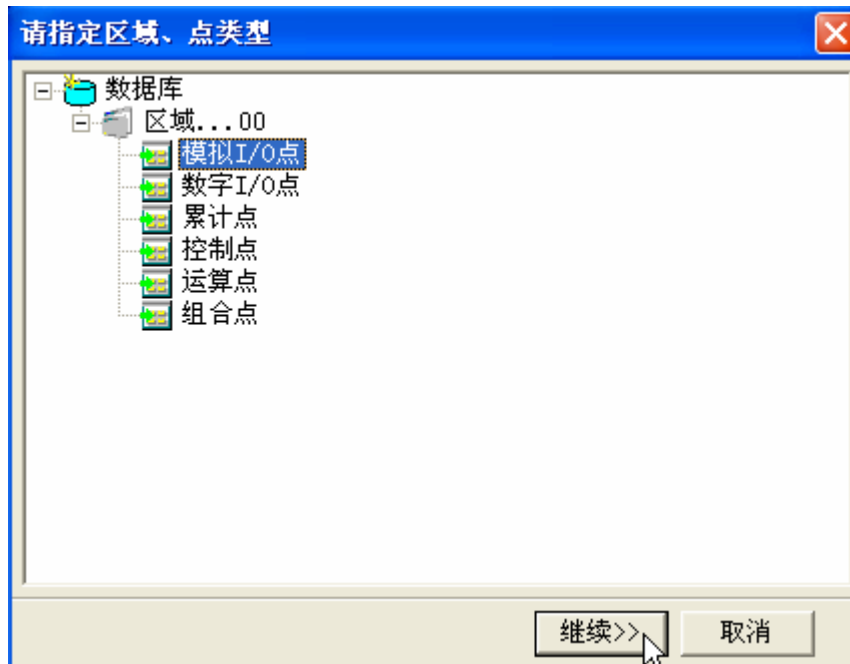 请指定区域、点类型
数据库
区域...00
模拟I/O点
数字I/O点
累计点
控制点
运算点
组合点
继续>>
取消